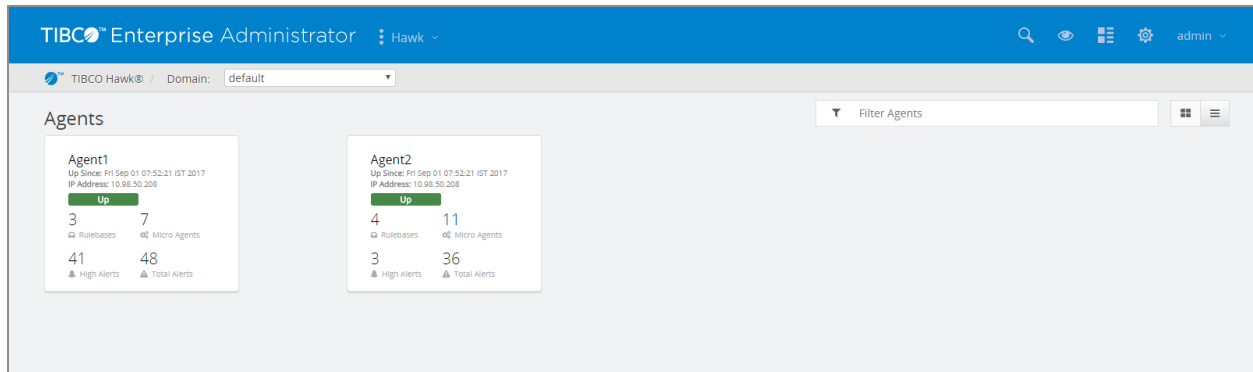 TIBCO™ Enterprise Administrator Hawk admin
TIBCO Hawk® / Domain: default
Agents
Filter Agents
Agent1
Up Since: Fri Sep 01 07:52:21 IST 2017
IP Address: 10.98.50.208
Up
3 7
Rulebases Micro Agents
41 48
High Alerts Total Alerts
Agent2
Up Since: Fri Sep 01 07:52:21 IST 2017
IP Address: 10.98.50.208
Up
4 11
Rulebases Micro Agents
3 36
High Alerts Total Alerts